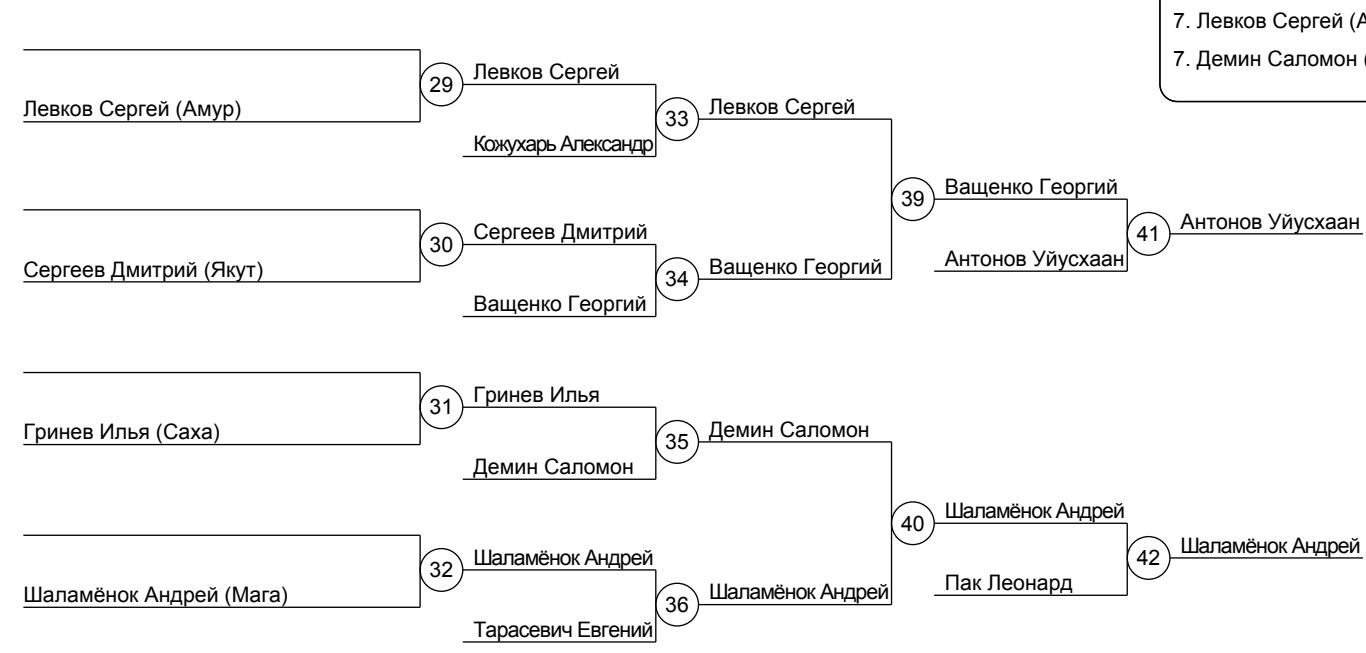 7. Левков Сергей (А
7. Демин Саломон (
Левков Сергей (Амур)
29
Левков Сергей
Кожухарь Александр
33
Левков Сергей
Сергеев Дмитрий (Якут)
30
Сергеев Дмитрий
Ващенко Георгий
34
Ващенко Георгий
39
Ващенко Георгий
Антонов Уйусхаан
41
Антонов Уйусхаан
Гринев Илья (Саха)
31
Гринев Илья
Демин Саломон
35
Демин Саломон
Шаламёнок Андрей (Мага)
32
Шаламёнок Андрей
Тарасевич Евгений
36
Шаламёнок Андрей
40
Шаламёнок Андрей
Пак Леонард
42
Шаламёнок Андрей